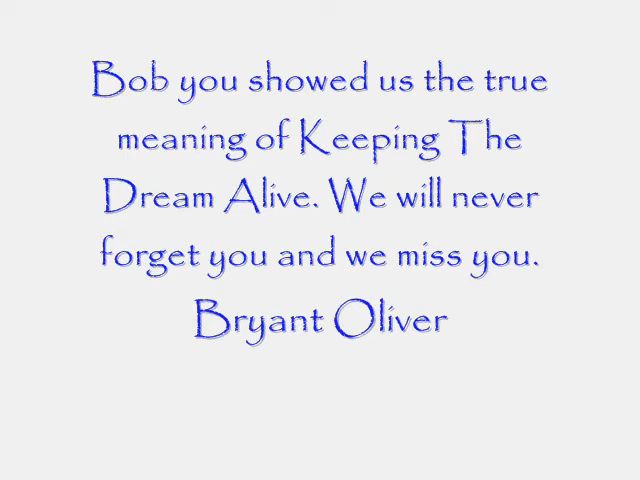 Bob you showed us the true
meaning of Keeping The
Dream Alive. We will never
forget you and we miss you.
Bryant Oliver